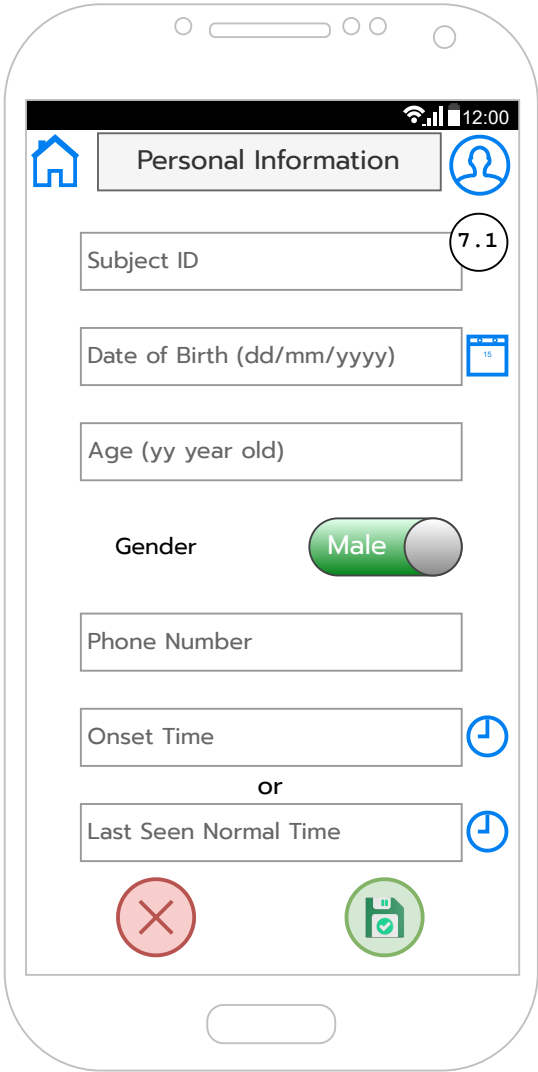 12:00
Personal Information
7.1
Subject ID
Date of Birth (dd/mm/yyyy)
15
Age (yy year old)
Gender
Male
Phone Number
Onset Time
or
Last Seen Normal Time